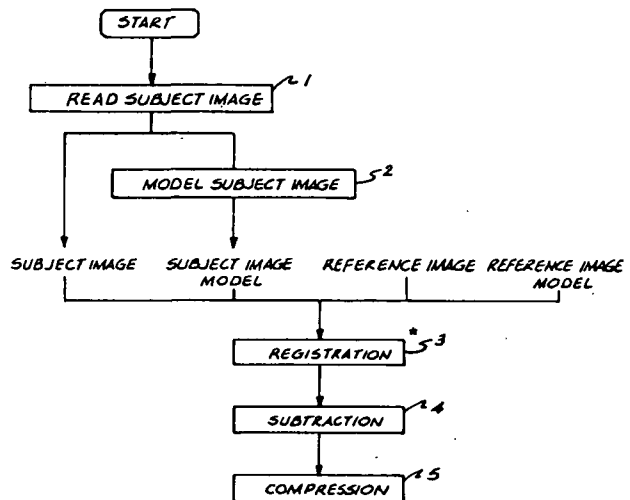 START
READ SUBJECT IMAGE
1
MODEL SUBJECT IMAGE
2
SUBJECT IMAGE
SUBJECT IMAGE
MODEL
REFERENCE IMAGE
REFERENCE IMAGE
MODEL
*
REGISTRATION
3
SUBTRACTION
4
COMPRESSION
5